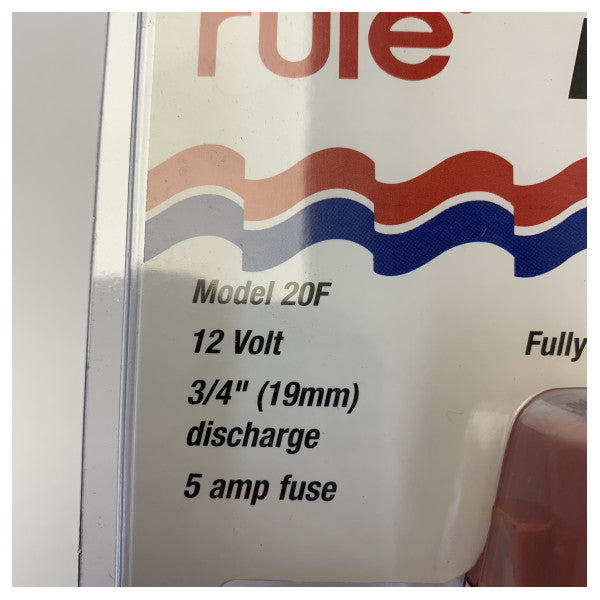 rule
Model 20F
12 Volt
Fully
3/4" (19mm)
discharge
5 amp fuse